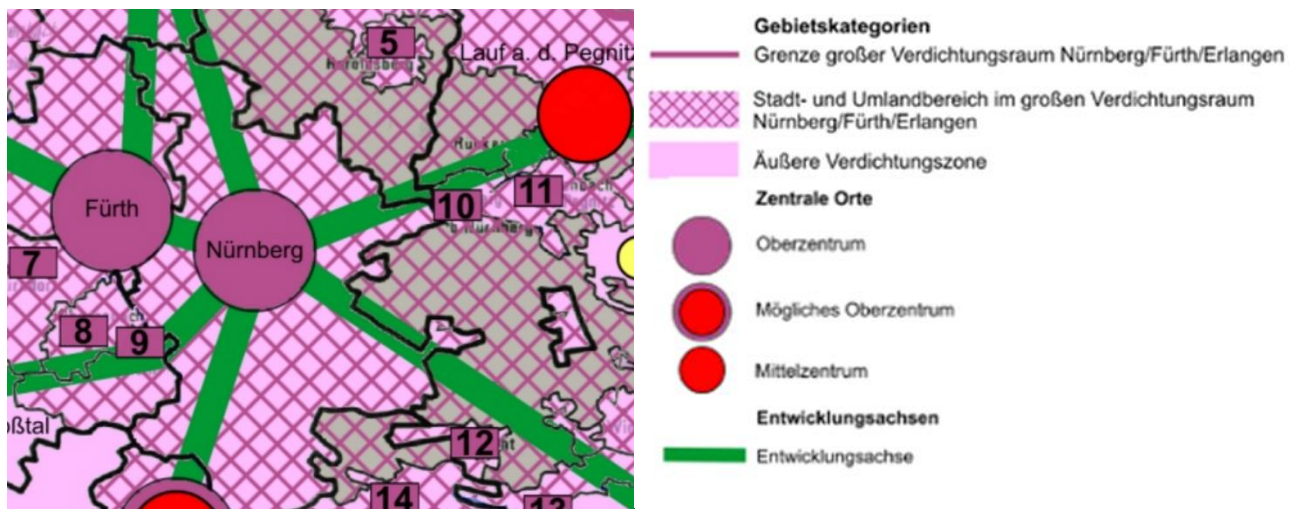 5
Lauf a. d. Pegnitz
Fürth
Nürnberg
10
11
7
8
9
12
14
Gebietskategorien
Grenze großer Verdichtungsraum Nürnberg/Fürth/Erlangen
Stadt- und Umlandbereich im großen Verdichtungsraum
Nürnberg/Fürth/Erlangen
Äußere Verdichtungszone
Zentrale Orte
Oberzentrum
Mögliches Oberzentrum
Mittelzentrum
Entwicklungsachsen
Entwicklungsachse